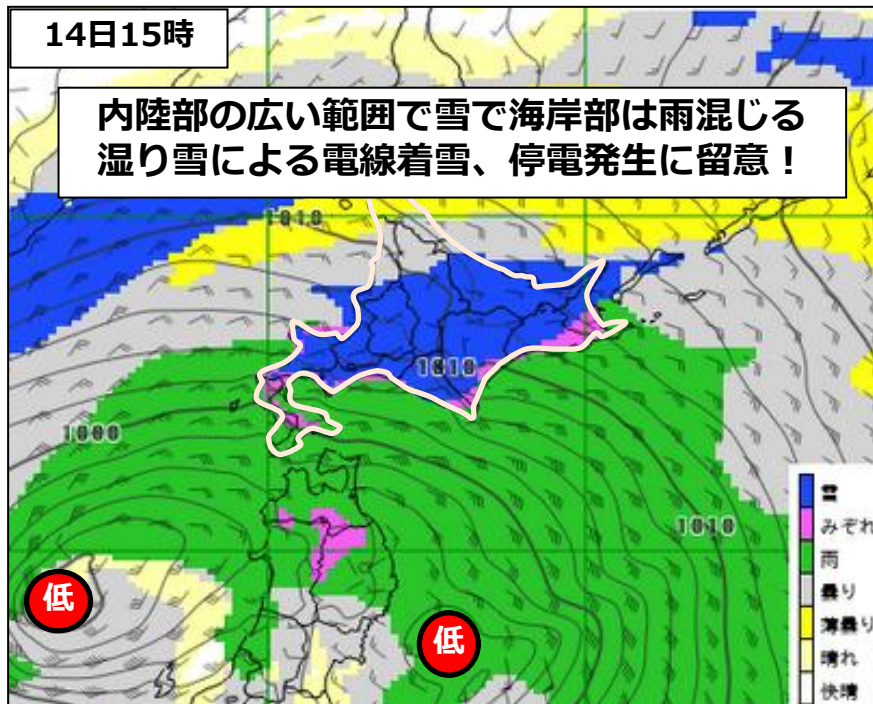 14日15時
内陸部の広い範囲で雪で海岸部は雨混じる
湿り雪による電線着雪、停電発生に留意！
1010
1010
1000
1010
低
低
雪
みぞれ
雨
曇り
薄曇り
晴れ
快晴